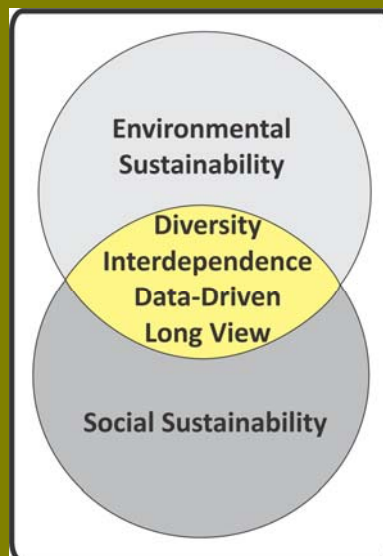 Environmental
Sustainability
Diversity
Interdependence
Data-Driven
Long View
Social Sustainability